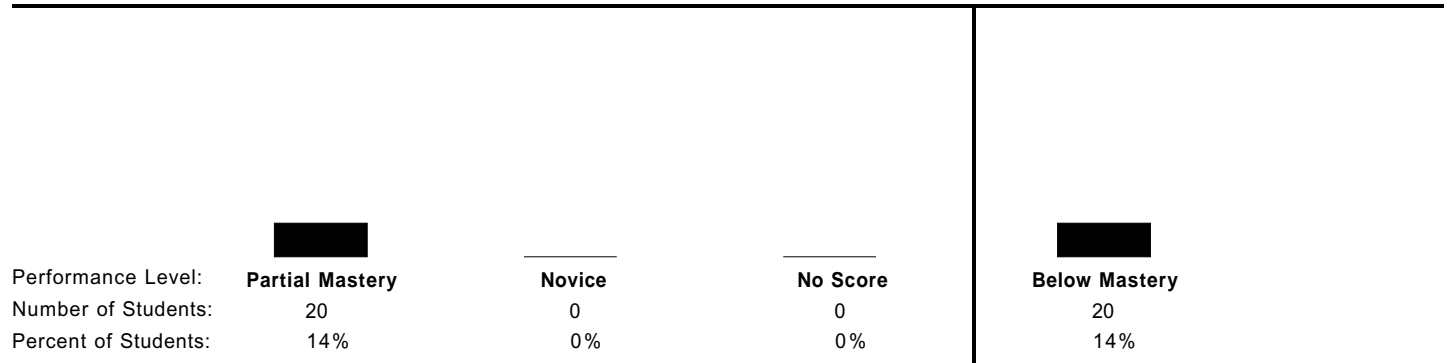 Performance Level: Partial Mastery Novice No Score Below Mastery
Number of Students: 20 0 0 20
Percent of Students: 14% 0% 0% 14%